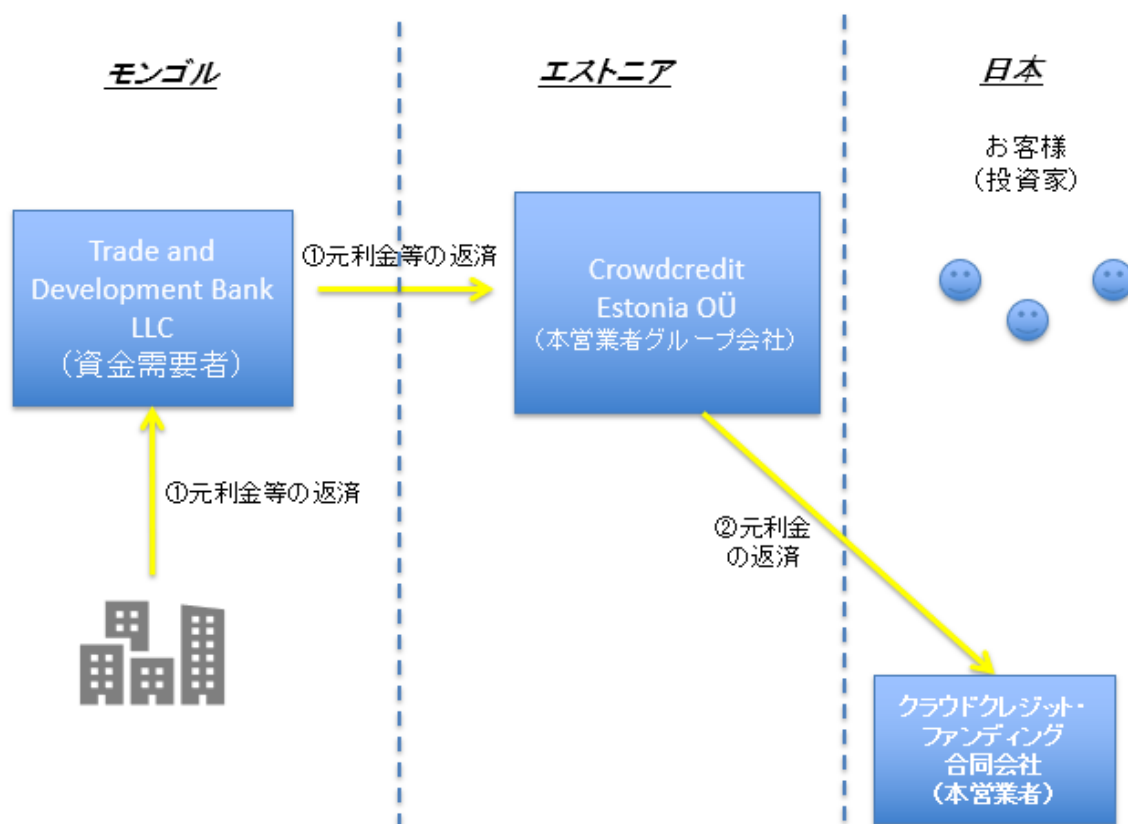 モンゴル
エストニア
日本
お客様
（投資家）
Trade and
Development Bank
LLC
（資金需要者）
①元利金等の返済
Crowdcredit
Estonia OÜ
（本営業者グループ会社）
①元利金等の返済
②元利金
の返済
クラウドクレジット・
ファンディング
合同会社
（本営業者）